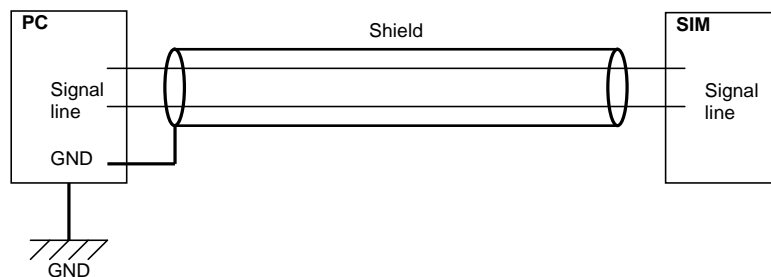 PC
Shield
SIM
Signal
line
Signal
line
GND
GND